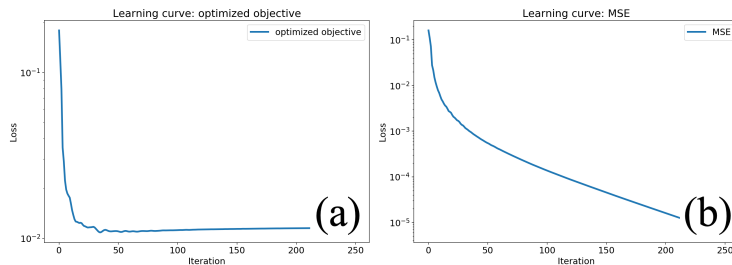 Learning curve: optimized objective
optimized objective
10⁻¹
10⁻²
Loss
0 50 100 150 200 250
Iteration
(a)
Learning curve: MSE
MSE
10⁻¹
10⁻²
10⁻³
10⁻⁴
10⁻⁵
Loss
0 50 100 150 200 250
Iteration
(b)